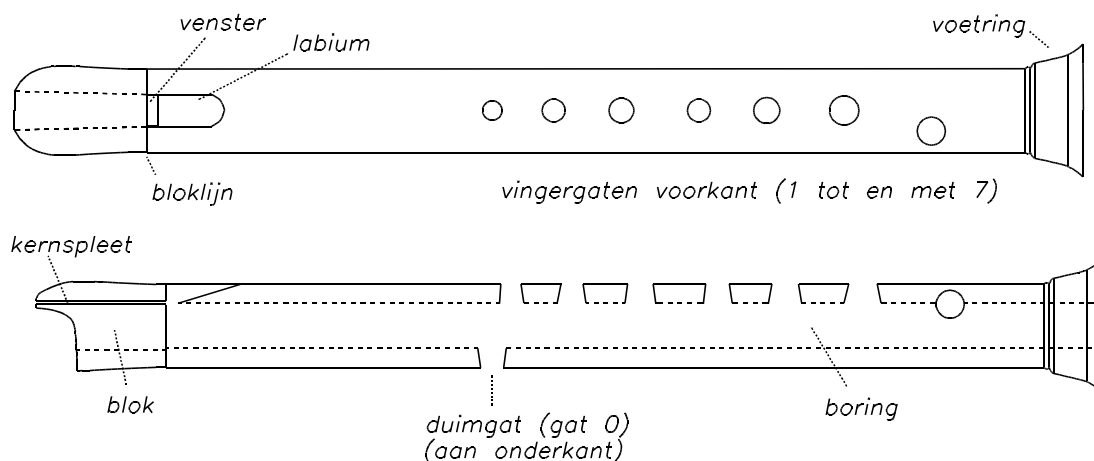 venster
labium
voetring
bloklijn
vingergaten voorkant (1 tot en met 7)
kernspleet
blok
duimgat (gat 0)
(aan onderkant)
boring